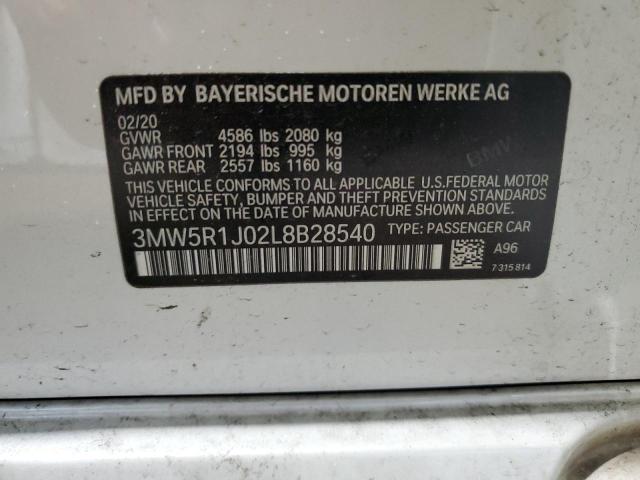 MFD BY BAYERISCHE MOTOREN WERKE AG
02/20
GVWR 4586 lbs 2080 kg
GAWR FRONT 2194 lbs 995 kg
GAWR REAR 2557 lbs 1160 kg
BMW
THIS VEHICLE CONFORMS TO ALL APPLICABLE U.S.FEDERAL MOTOR
VEHICLE SAFETY, BUMPER AND THEFT PREVENTION STANDARDS
IN EFFECT ON THE DATE OF MANUFACTURE SHOWN ABOVE.
3MW5R1J02L8B28540 TYPE: PASSENGER CAR
A96
7 315 814